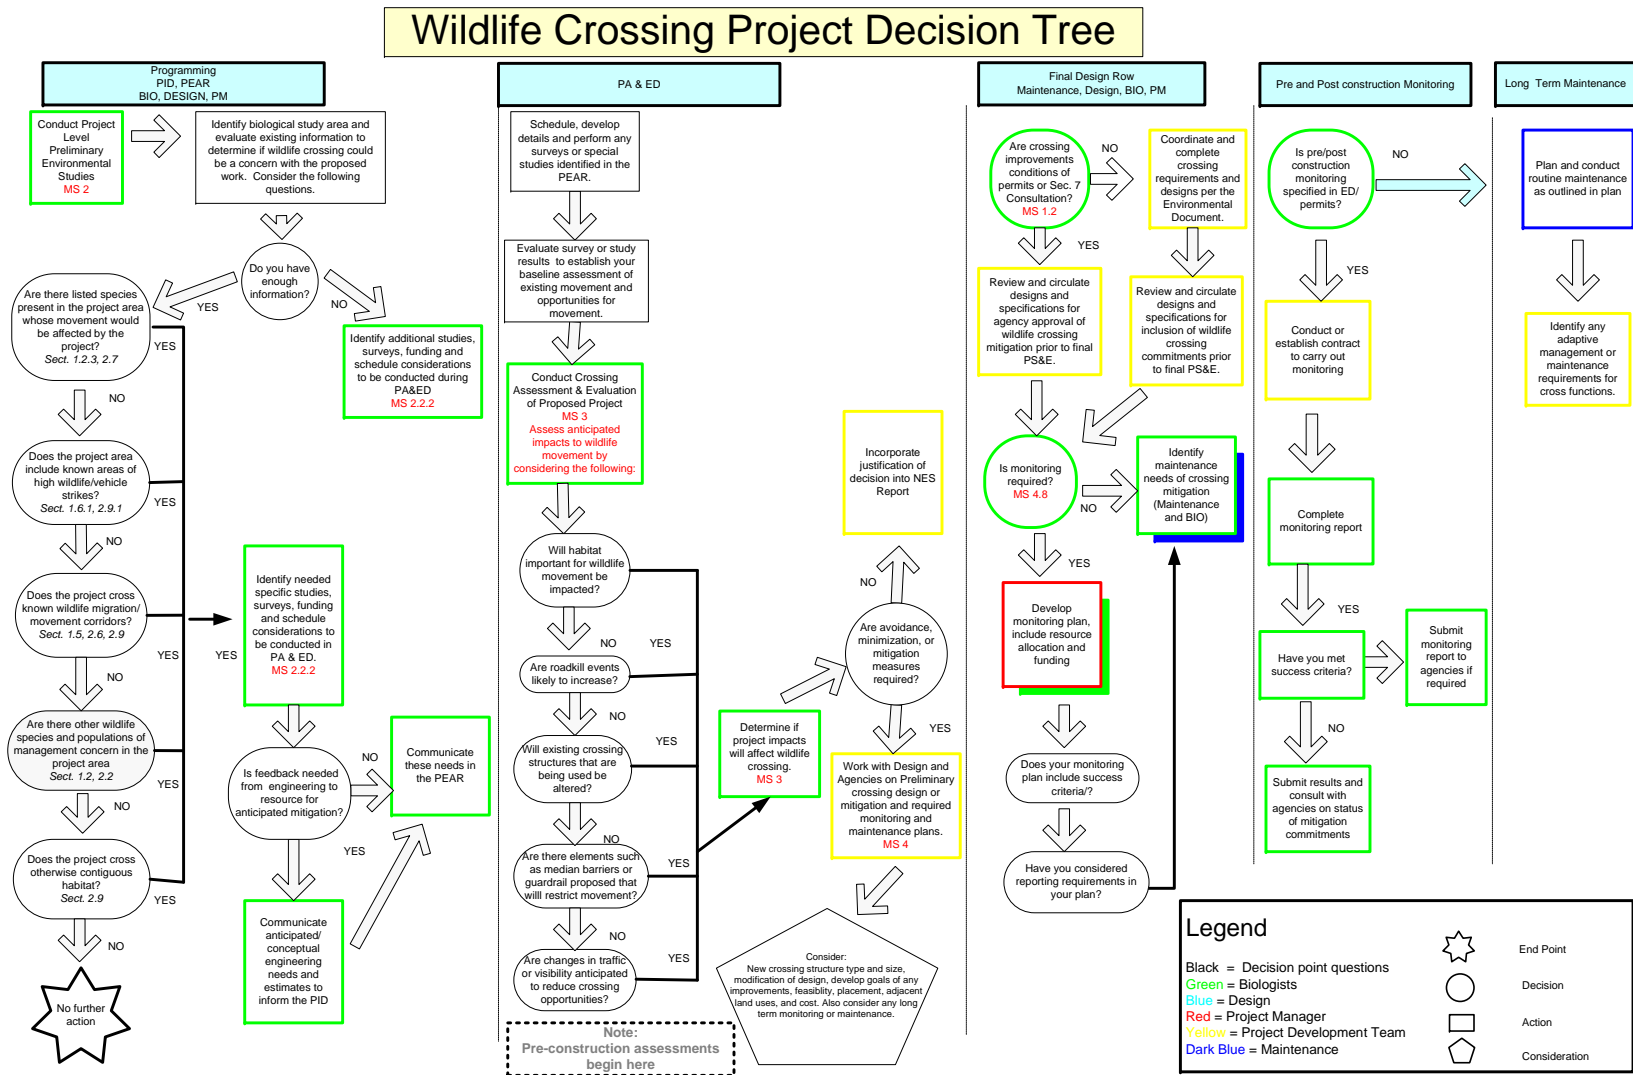 Wildlife Crossing Project Decision Tree
Programming
PID, PEAR
BIO, DESIGN, PM
Conduct Project
Level
Preliminary
Environmental
Studies
MS 2
Identify biological study area and
evaluate existing information to
determine if wildlife crossing could
be a concern with the proposed
work. Consider the following
questions.
Do you have
enough
information?
YES
NO
Are there listed species
present in the project area
whose movement would
be affected by the
project?
Sect. 1.2.3, 2.7
YES
Identify additional studies,
surveys, funding and
schedule considerations
to be conducted during
PA&ED
MS 2.2.2
NO
Does the project area
include known areas of
high wildlife/vehicle
strikes?
Sect. 1.6.1, 2.9.1
YES
NO
Does the project cross
known wildlife migration/
movement corridors?
Sect. 1.5, 2.6, 2.9
YES
YES
Identify needed
specific studies,
surveys, funding
and schedule
considerations to
be conducted in
PA & ED.
MS 2.2.2
NO
Are there other wildlife
species and populations of
management concern in the
project area
Sect. 1.2, 2.2
YES
NO
Does the project cross
otherwise contiguous
habitat?
Sect. 2.9
YES
NO
No further
action
Is feedback needed
from engineering to
resource for
anticipated mitigation?
NO
YES
Communicate
these needs in
the PEAR
Communicate
anticipated/
conceptual
engineering
needs and
estimates to
inform the PID
PA & ED
Schedule, develop
details and perform any
surveys or special
studies identified in the
PEAR.
Evaluate survey or study
results to establish your
baseline assessment of
existing movement and
opportunities for
movement.
Conduct Crossing
Assessment & Evaluation
of Proposed Project
MS 3
Assess anticipated
impacts to wildlife
movement by
considering the following:
Will habitat
important for willdlife
movement be
impacted?
NO
YES
Are roadkill events
likely to increase?
NO
YES
Will existing crossing
structures that are
being used be
altered?
NO
YES
Are there elements such
as median barriers or
guardrail proposed that
willl restrict movement?
NO
YES
Are changes in traffic
or visibility anticipated
to reduce crossing
opportunities?
Note:
Pre-construction assessments
begin here
Determine if
project impacts
will affect wildlife
crossing.
MS 3
Incorporate
justification of
decision into NES
Report
NO
Are avoidance,
minimization, or
mitigation
measures
required?
YES
Work with Design and
Agencies on Preliminary
crossing design or
mitigation and required
monitoring and
maintenance plans.
MS 4
Consider:
New crossing structure type and size,
modification of design, develop goals of any
improvements, feasiblity, placement, adjacent
land uses, and cost. Also consider any long
term monitoring or maintenance.
Final Design Row
Maintenance, Design, BIO, PM
Are crossing
improvements
conditions of
permits or Sec. 7
Consultation?
MS 1.2
NO
YES
Coordinate and
complete
crossing
requirements and
designs per the
Environmental
Document.
Review and circulate
designs and
specifications for
agency approval of
wildlife crossing
mitigation prior to final
PS&E.
Review and circulate
designs and
specifications for
inclusion of wildlife
crossing
commitments prior
to final PS&E.
Is monitoring
required?
MS 4.8
NO
YES
Identify
maintenance
needs of crossing
mitigation
(Maintenance
and BIO)
Develop
monitoring plan,
include resource
allocation and
funding
Does your monitoring
plan include success
criteria/?
Have you considered
reporting requirements in
your plan?
Pre and Post construction Monitoring
Is pre/post
construction
monitoring
specified in ED/
permits?
NO
YES
Conduct or
establish contract
to carry out
monitoring
Complete
monitoring report
YES
Have you met
success criteria?
Submit
monitoring
report to
agencies if
required
NO
Submit results and
consult with
agencies on status
of mitigation
commitments
Long Term Maintenance
Plan and conduct
routine maintenance
as outlined in plan
Identify any
adaptive
management or
maintenance
requirements for
cross functions.
Legend
Black = Decision point questions
Green = Biologists
Blue = Design
Red = Project Manager
Yellow = Project Development Team
Dark Blue = Maintenance
End Point
Decision
Action
Consideration